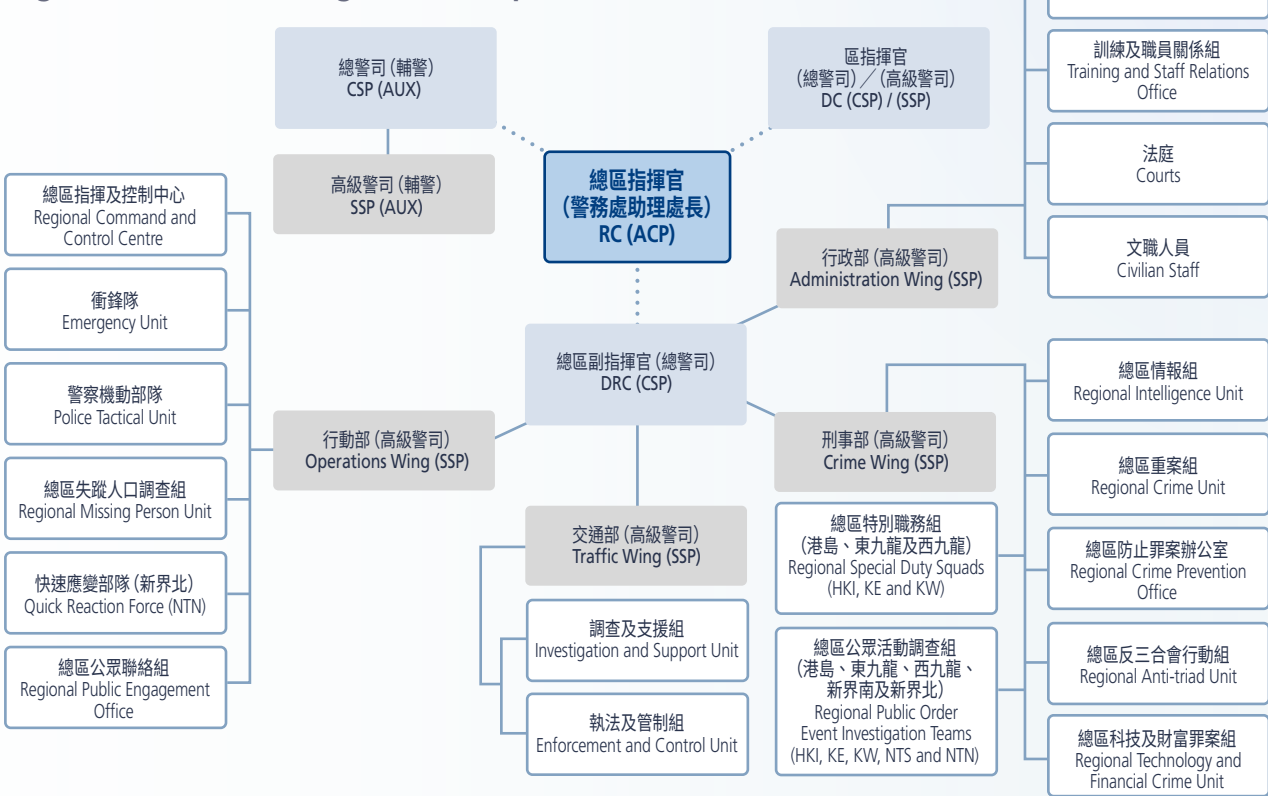 總警司 (輔警)
CSP (AUX)
高級警司 (輔警)
SSP (AUX)
區指揮官
(總警司)／(高級警司)
DC (CSP) / (SSP)
總區指揮官
(警務處助理處長)
RC (ACP)
總區副指揮官 (總警司)
DRC (CSP)
行政部 (高級警司)
Administration Wing (SSP)
訓練及職員關係組
Training and Staff Relations
Office
法庭
Courts
文職人員
Civilian Staff
行動部 (高級警司)
Operations Wing (SSP)
總區指揮及控制中心
Regional Command and
Control Centre
衝鋒隊
Emergency Unit
警察機動部隊
Police Tactical Unit
總區失蹤人口調查組
Regional Missing Person Unit
快速應變部隊 (新界北)
Quick Reaction Force (NTN)
總區公眾聯絡組
Regional Public Engagement
Office
交通部 (高級警司)
Traffic Wing (SSP)
調查及支援組
Investigation and Support Unit
執法及管制組
Enforcement and Control Unit
刑事部 (高級警司)
Crime Wing (SSP)
總區特別職務組
(港島、東九龍及西九龍)
Regional Special Duty Squads
(HKI, KE and KW)
總區公眾活動調查組
(港島、東九龍、西九龍、
新界南及新界北)
Regional Public Order
Event Investigation Teams
(HKI, KE, KW, NTS and NTN)
總區情報組
Regional Intelligence Unit
總區重案組
Regional Crime Unit
總區防止罪案辦公室
Regional Crime Prevention
Office
總區反三合會行動組
Regional Anti-triad Unit
總區科技及財富罪案組
Regional Technology and
Financial Crime Unit